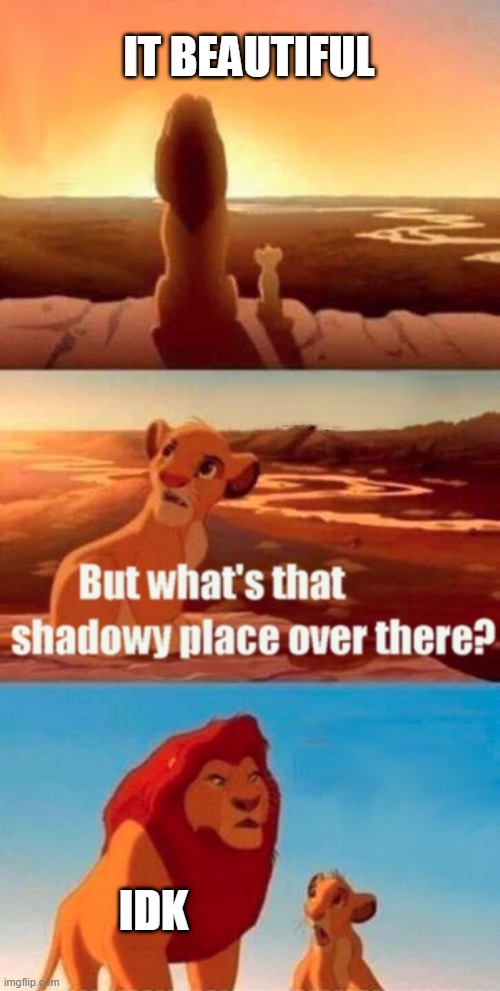 IT BEAUTIFUL
But what's that
shadowy place over there?
IDK
imgflip.com